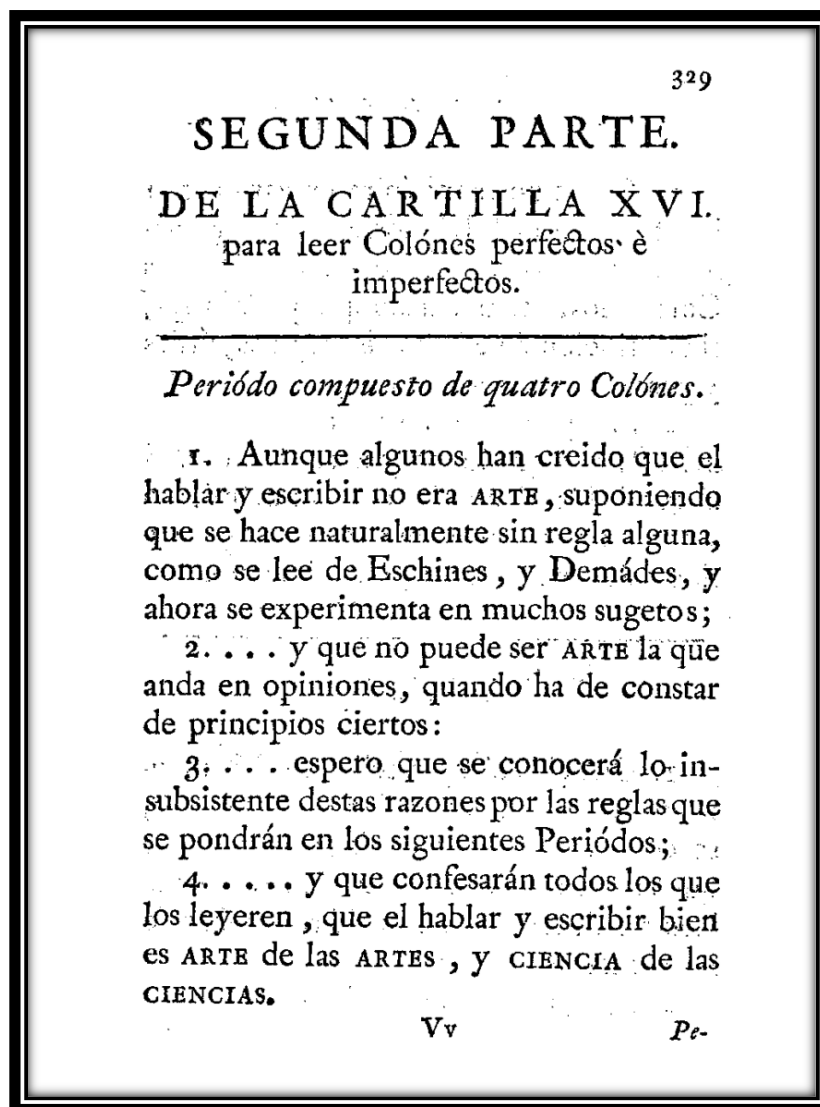 329
SEGUNDA PARTE.
DE LA CARTILLA XVI.
para leer Colónes perfectos è
imperfectos.
Periódo compuesto de quatro Colónes.
1. Aunque algunos han creido que el
hablar y escribir no era ARTE, suponiendo
que se hace naturalmente sin regla alguna,
como se lee de Eschines, y Demádes, y
ahora se experimenta en muchos sugetos;
2. . . . y que no puede ser ARTE la que
anda en opiniones, quando ha de constar
de principios ciertos:
3. . . . espero que se conocerá lo in-
subsistente destas razones por las reglas que
se pondrán en los siguientes Periódos;
4. . . . . y que confesarán todos los que
los leyeren, que el hablar y escribir bien
es ARTE de las ARTES, y CIENCIA de las
CIENCIAS.
Vv Pe-